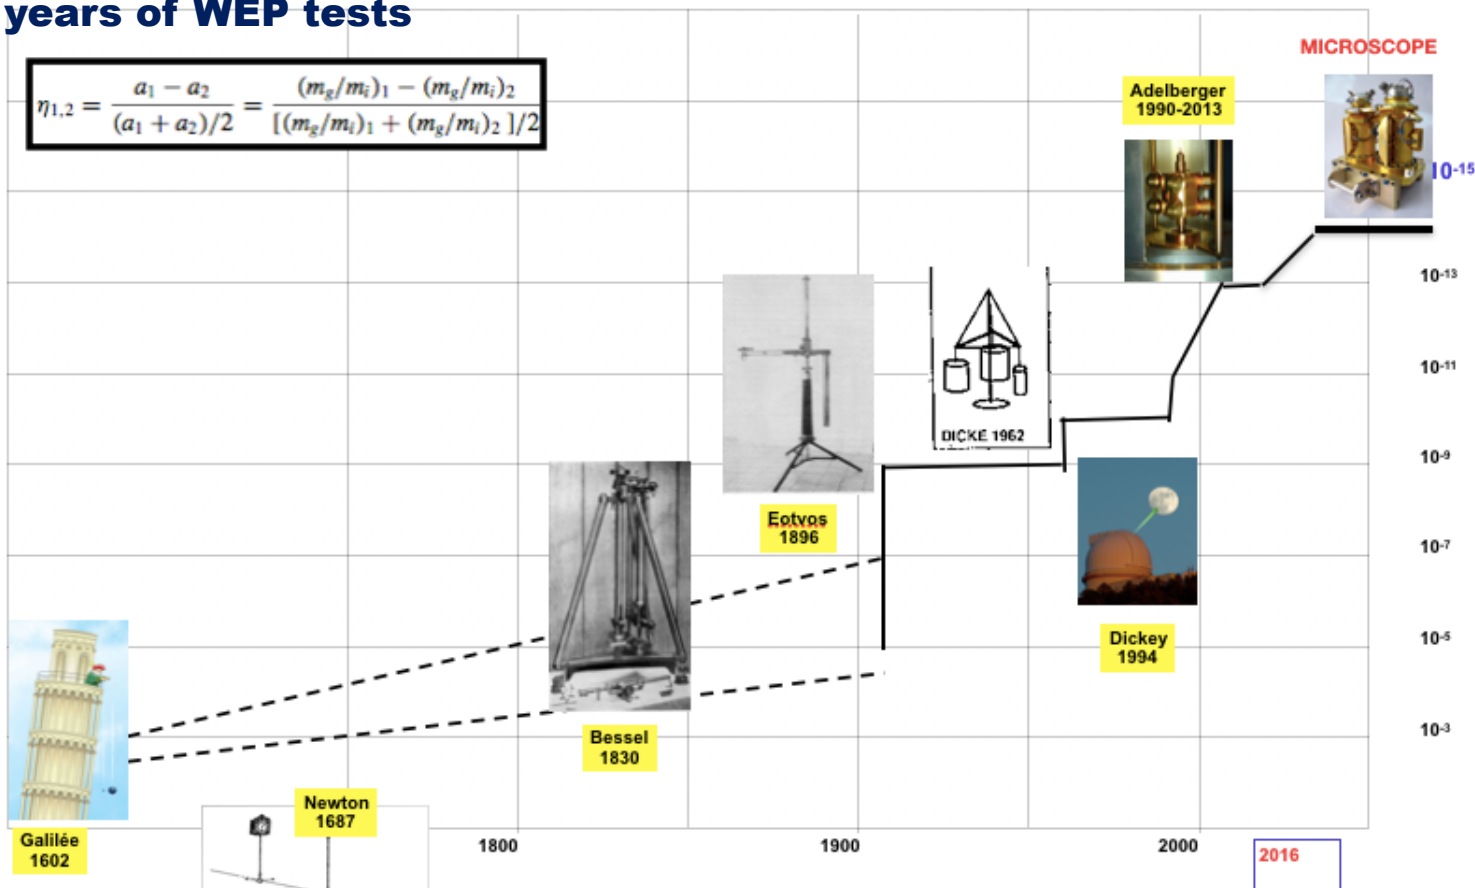 years of WEP tests
η1,2 = a1 − a2 / (a1 + a2)/2 = (mg/mi)1 − (mg/mi)2 / [(mg/mi)1 + (mg/mi)2 ]/2
MICROSCOPE
Adelberger
1990-2013
10-15
10-13
10-11
DICKE 1962
10-9
Eotvos
1896
10-7
Dickey
1994
10-5
Bessel
1830
10-3
Newton
1687
Galilée
1602
1800
1900
2000
2016